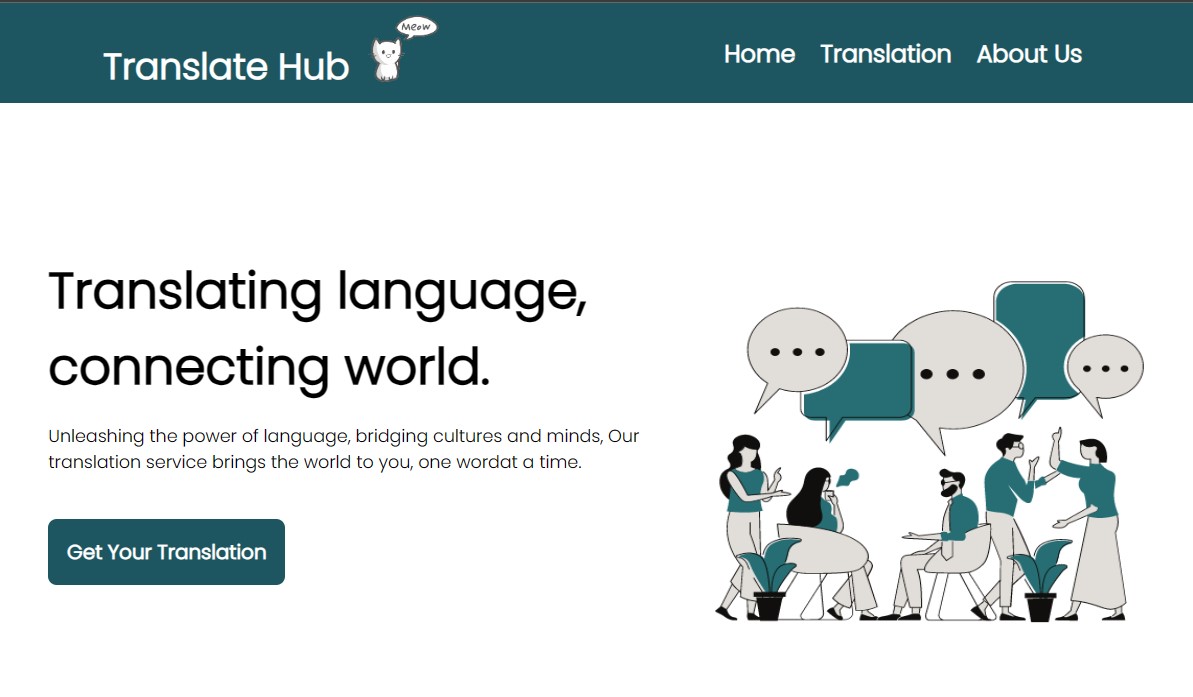 Meow
Translate Hub
Home Translation About Us
Translating language,
connecting world.
Unleashing the power of language, bridging cultures and minds, Our
translation service brings the world to you, one wordat a time.
Get Your Translation